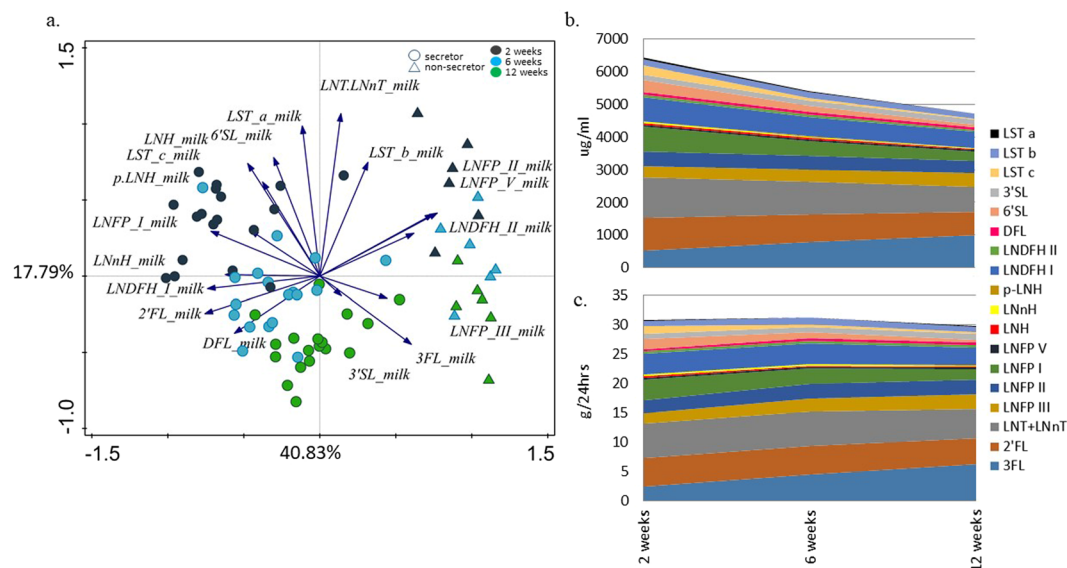 a.
1.5
secretor
non-secretor
2 weeks
6 weeks
12 weeks
LNT.LNnT_milk
LST_a_milk
LNH_milk
6'SL_milk
LST_c_milk
LST_b_milk
LNFP_II_milk
p.LNH_milk
LNFP_V_milk
LNFP_I_milk
LNDFH_II_milk
LNnH_milk
17.79%
LNDFH_I_milk
2'FL_milk
LNFP_III_milk
DFL_milk
3FL_milk
3'SL_milk
-1.0
-1.5
40.83%
1.5
b.
7000
6000
5000
4000
3000
2000
1000
0
ug/ml
c.
35
30
25
20
15
10
5
0
g/24hrs
2 weeks
6 weeks
12 weeks
LST a
LST b
LST c
3'SL
6'SL
DFL
LNDFH II
LNDFH I
p-LNH
LNnH
LNH
LNFP V
LNFP I
LNFP II
LNFP III
LNT+LNnT
2'FL
3FL